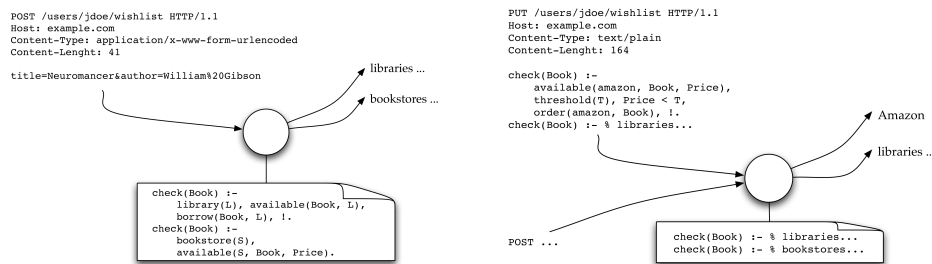 POST /users/jdoe/wishlist HTTP/1.1
Host: example.com
Content-Type: application/x-www-form-urlencoded
Content-Lenght: 41
title=Neuromancer&author=William%20Gibson
libraries ...
bookstores ...
check(Book) :-
library(L), available(Book, L),
borrow(Book, L), !.
check(Book) :-
bookstore(S),
available(S, Book, Price).
PUT /users/jdoe/wishlist HTTP/1.1
Host: example.com
Content-Type: text/plain
Content-Lenght: 164
check(Book) :-
available(amazon, Book, Price),
threshold(T), Price < T,
order(amazon, Book), !.
check(Book) :- % libraries...
Amazon
libraries ..
POST ...
check(Book) :- % libraries...
check(Book) :- % bookstores...